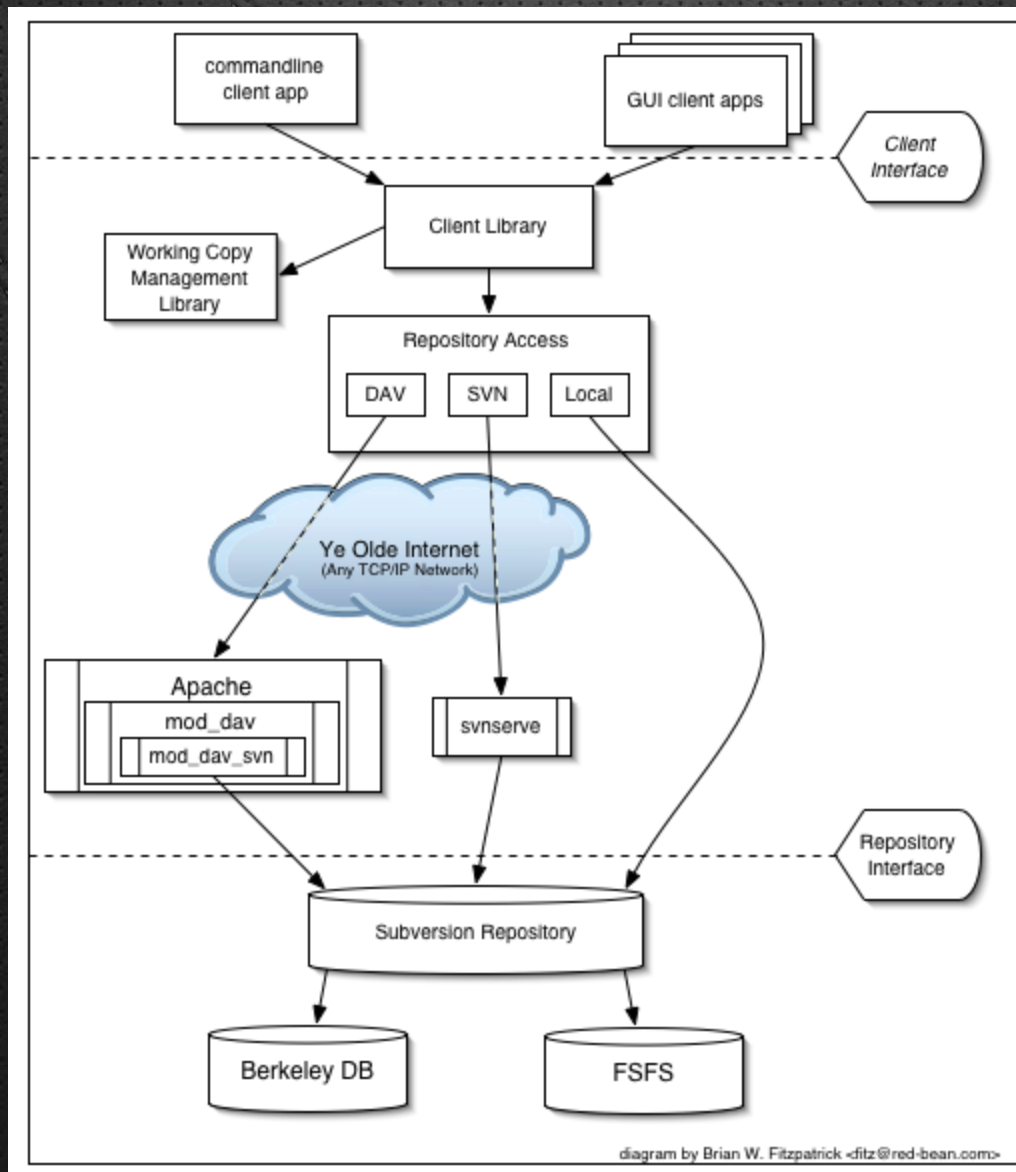 commandline
client app
GUI client apps
Client
Interface
Client Library
Working Copy
Management
Library
Repository Access
DAV
SVN
Local
Ye Olde Internet
(Any TCP/IP Network)
Apache
mod_dav
mod_dav_svn
svnserve
Repository
Interface
Subversion Repository
Berkeley DB
FSFS
diagram by Brian W. Fitzpatrick <fitz@red-bean.com>